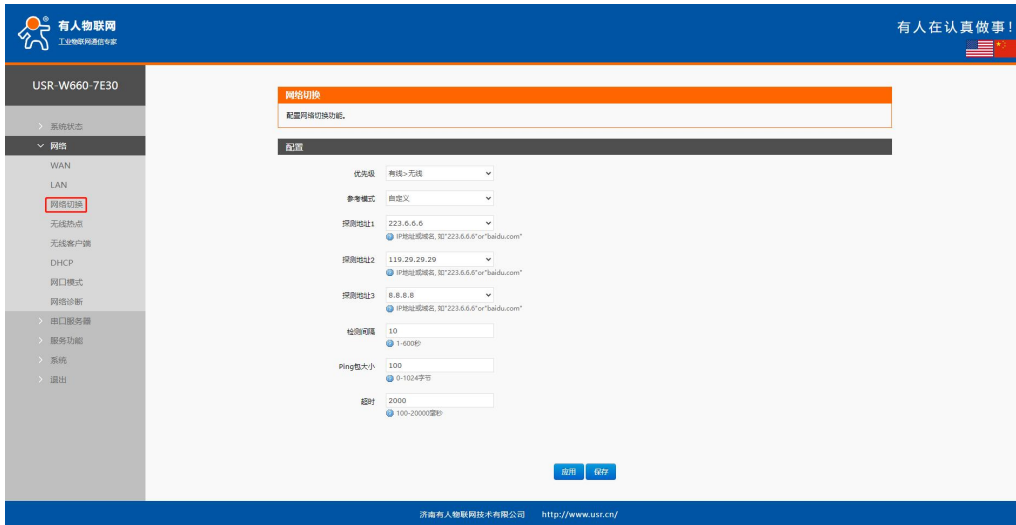 有人物联网
工业物联网通信专家
有人在认真做事!
USR-W660-7E30
系统状态
网络
WAN
LAN
网络切换
无线热点
无线客户端
DHCP
网口模式
网络诊断
串口服务器
服务功能
系统
退出
网络切换
配置网络切换功能。
配置
优先级 有线>无线
参考模式 自定义
探测地址1 223.6.6.6
IP地址或域名, 如"223.6.6.6"or"baidu.com"
探测地址2 119.29.29.29
IP地址或域名, 如"223.6.6.6"or"baidu.com"
探测地址3 8.8.8.8
IP地址或域名, 如"223.6.6.6"or"baidu.com"
检测间隔 10
1-600秒
Ping包大小 100
0-1024字节
超时 2000
100-20000毫秒
应用 保存
济南有人物联网技术有限公司 http://www.usr.cn/